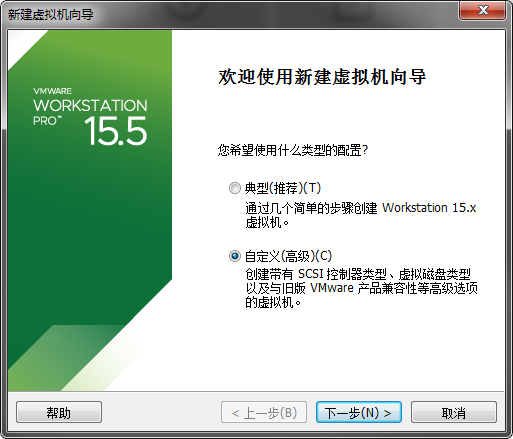 新建虚拟机向导
VMWARE
WORKSTATION
PRO™
15.5
欢迎使用新建虚拟机向导
您希望使用什么类型的配置?
典型(推荐)(T)
通过几个简单的步骤创建 Workstation 15.x
虚拟机。
自定义(高级)(C)
创建带有 SCSI 控制器类型、虚拟磁盘类型
以及与旧版 VMware 产品兼容性等高级选项
的虚拟机。
帮助
< 上一步(B)
下一步(N) >
取消